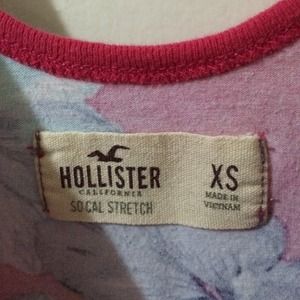 HOLLISTER
CALIFORNIA
SO CAL STRETCH
XS
MADE IN
VIETNAM